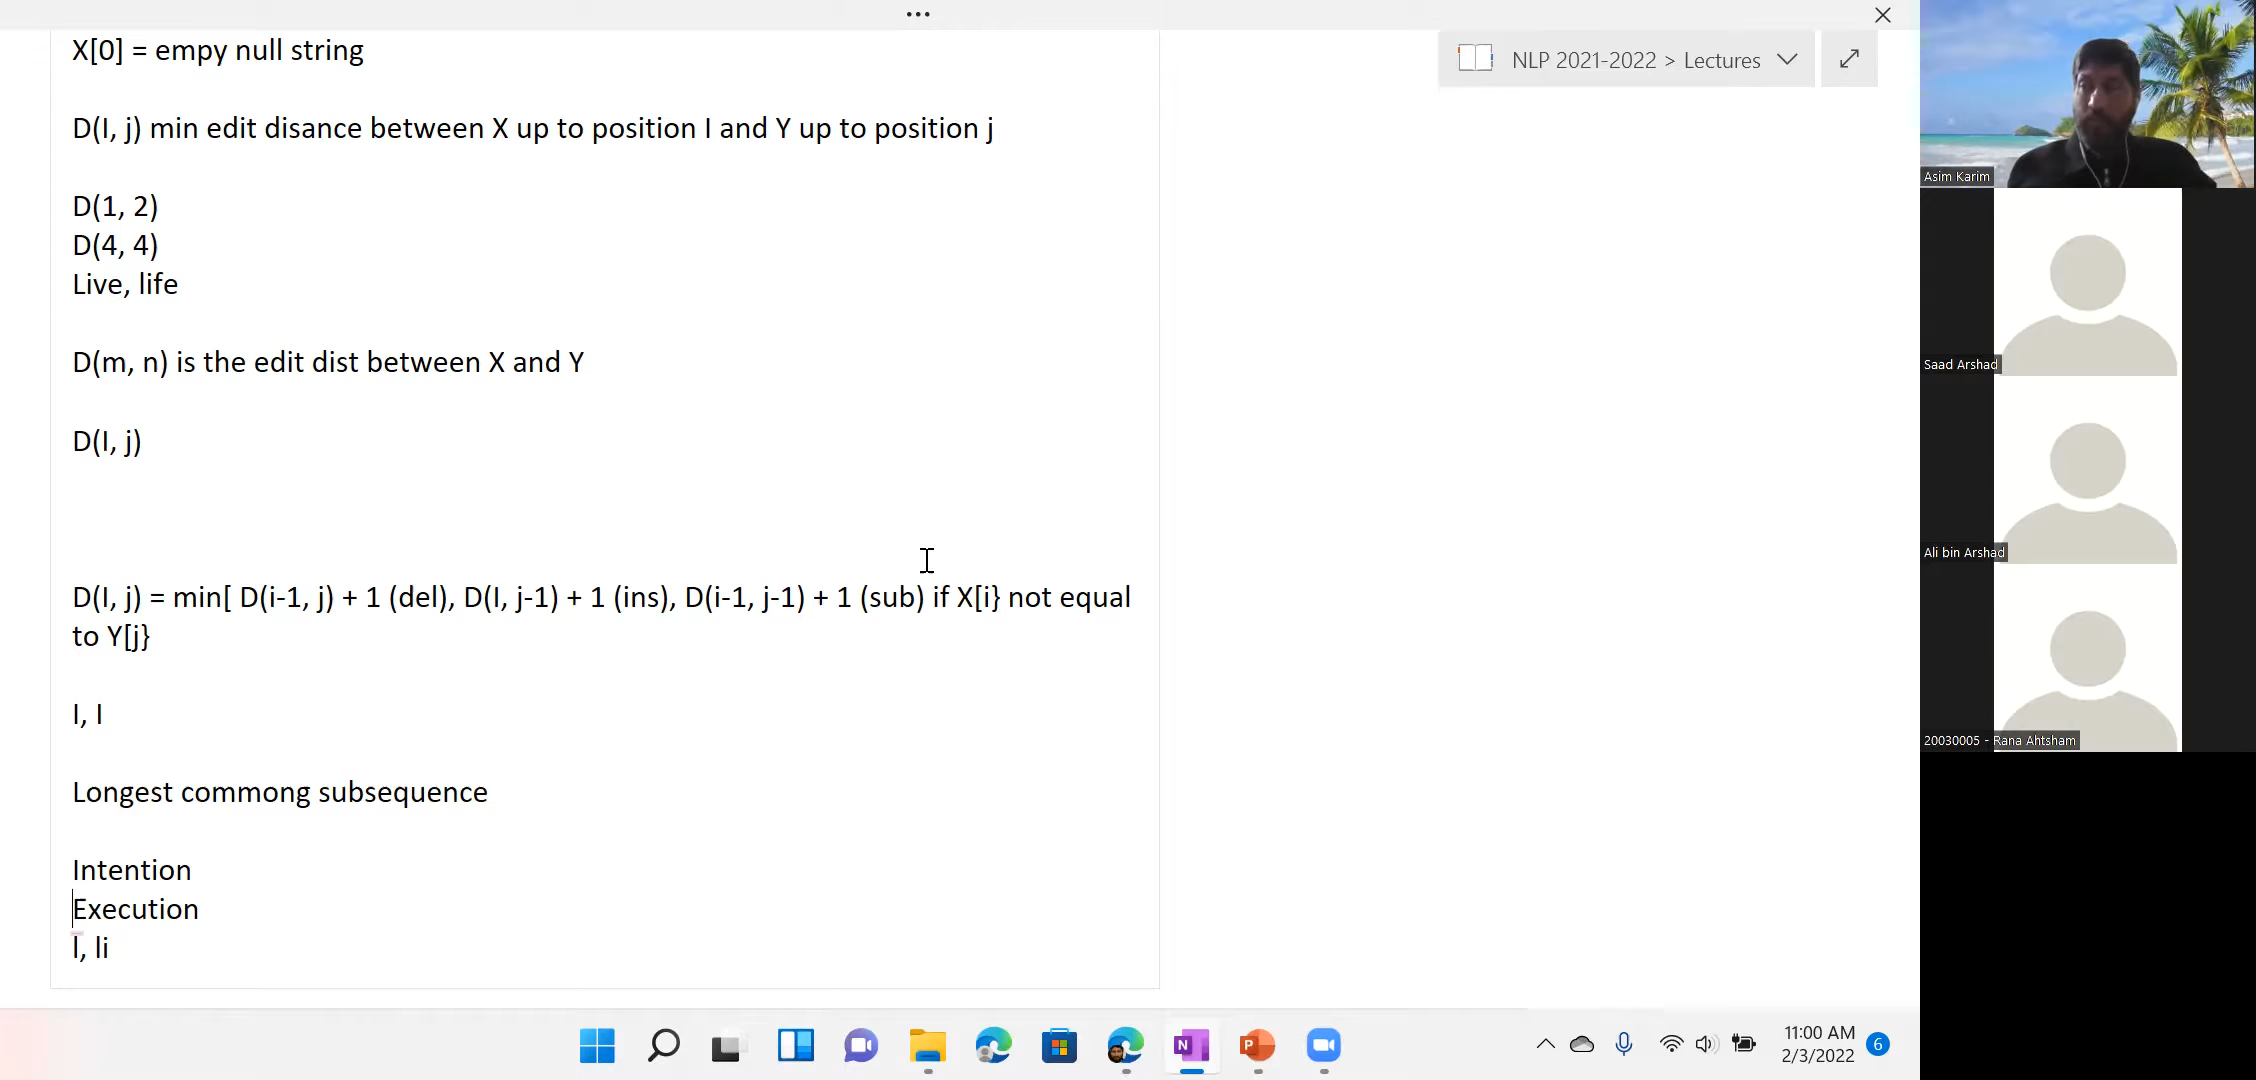 X[0] = empy null string
NLP 2021-2022 > Lectures
D(I, j) min edit disance between X up to position I and Y up to position j
D(1, 2)
D(4, 4)
Live, life
D(m, n) is the edit dist between X and Y
D(I, j)
D(I, j) = min[ D(i-1, j) + 1 (del), D(I, j-1) + 1 (ins), D(i-1, j-1) + 1 (sub) if X[i} not equal
to Y[j}
l, l
Longest commong subsequence
Intention
Execution
l, li
Asim Karim
Saad Arshad
Ali bin Arshad
20030005 - Rana Ahtsham
N
P
11:00 AM
2/3/2022
6